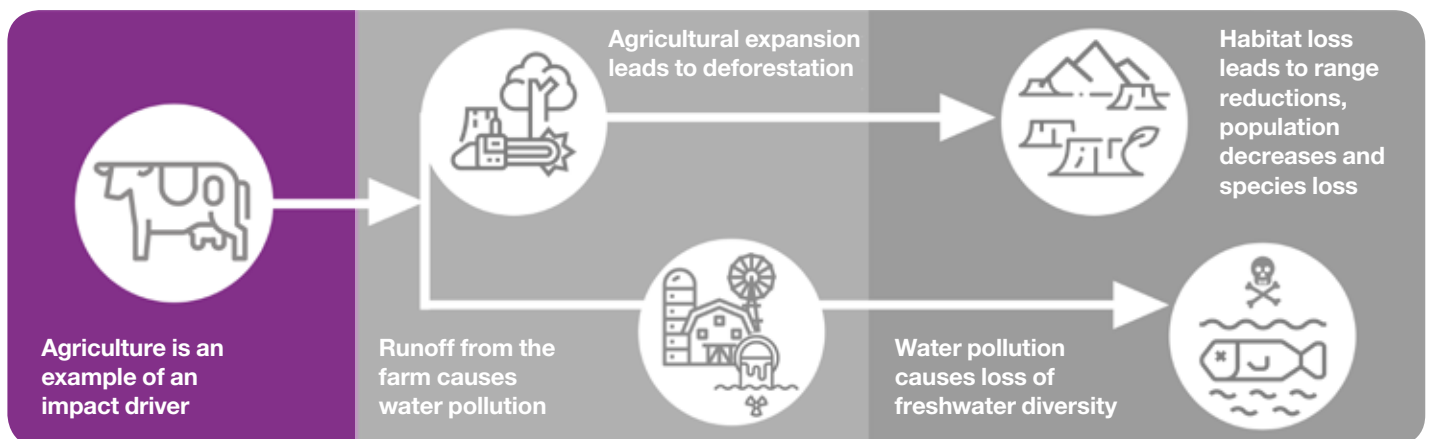 Agriculture is an
example of an
impact driver
Agricultural expansion
leads to deforestation
Runoff from the
farm causes
water pollution
Habitat loss
leads to range
reductions,
population
decreases and
species loss
Water pollution
causes loss of
freshwater diversity